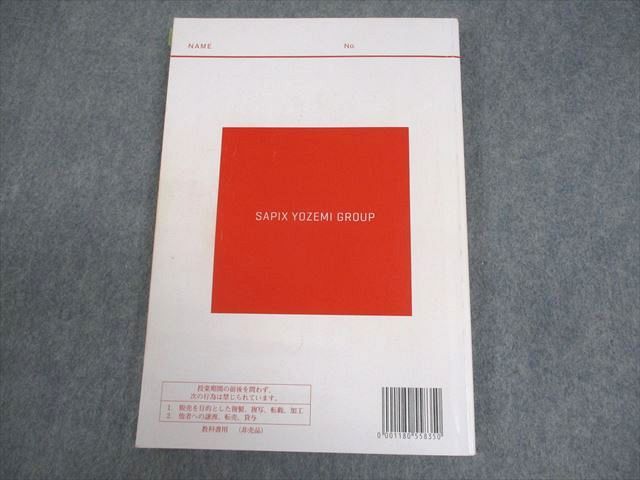 NAME No.
SAPIX YOZEMI GROUP
授業期間の前後を問わず、
次の行為は禁じられています。
1. 販売を目的とした複製、複写、転載、加工
2. 他者への譲渡、転売、貸与
教科書用 (非売品)
0 001180 558350